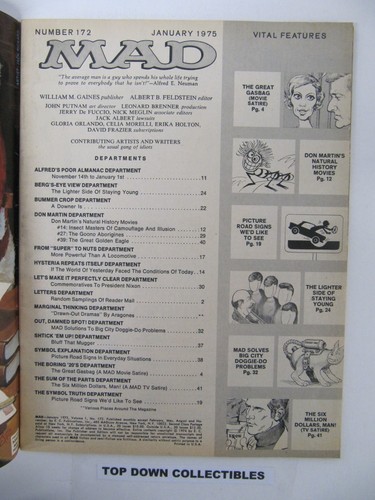 NUMBER 172
JANUARY 1975
MAD
"The average man is a guy who spends his whole life trying
to prove to everybody that he isn't!"—Alfred E. Neuman
WILLIAM M. GAINES publisher ALBERT B. FELDSTEIN editor
JOHN PUTNAM art director LEONARD BRENNER production
JERRY De FUCCIO, NICK MEGLIN associate editors
JACK ALBERT lawsuits
GLORIA ORLANDO, CELIA MORELLI, ERIKA HOLTON,
DAVID FRAZIER subscriptions
CONTRIBUTING ARTISTS AND WRITERS
the usual gang of idiots
DEPARTMENTS
ALFRED'S POOR ALMANAC DEPARTMENT
November 14th to January 1st 11
BERG'S-EYE VIEW DEPARTMENT
The Lighter Side Of Staying Young 24
BUMMER CROP DEPARTMENT
A Downer Is 22
DON MARTIN DEPARTMENT
Don Martin's Natural History Movies
#14: Insect Masters Of Camouflage And Illusion 12
#27: The Goony Aborigines 28
#39: The Great Golden Eagle 40
FROM "SUPER" TO NUTS DEPARTMENT
More Powerful Than A Locomotive 17
HYSTERIA REPEATS ITSELF DEPARTMENT
If The World Of Yesterday Faced The Conditions Of Today 14
LET'S MAKE IT PERFECTLY CLEAR DEPARTMENT
Commemoratives To President Nixon 30
LETTERS DEPARTMENT
Random Samplings Of Reader Mail 2
MARGINAL THINKING DEPARTMENT
"Drawn-Out Dramas" By Aragones **
OUT, DAMNED SPOT! DEPARTMENT
MAD Solutions To Big City Doggie-Do Problems 32
SHTICK 'EM UP! DEPARTMENT
Bluff That Mugger 37
SYMBOL EXPLANATION DEPARTMENT
Picture Road Signs In Everyday Situations 38
THE BORING '20'S DEPARTMENT
The Great Gasbag (A MAD Movie Satire) 4
THE SUM OF THE PARTS DEPARTMENT
The Six Million Dollars, Man! (A MAD TV Satire) 41
THE SYMBOL TRUTH DEPARTMENT
Picture Road Signs We'd Like To See 19
**Various Places Around The Magazine
VITAL FEATURES
THE GREAT
GASBAG
(MOVIE
SATIRE)
Pg. 4
DON MARTIN'S
NATURAL
HISTORY
MOVIES
Pg. 12
PICTURE
ROAD SIGNS
WE'D LIKE
TO SEE
Pg. 19
THE LIGHTER
SIDE OF
STAYING
YOUNG
Pg. 24
MAD SOLVES
BIG CITY
DOGGIE-DO
PROBLEMS
Pg. 32
THE SIX
MILLION
DOLLARS, MAN!
(TV SATIRE)
Pg. 41
TOP DOWN COLLECTIBLES